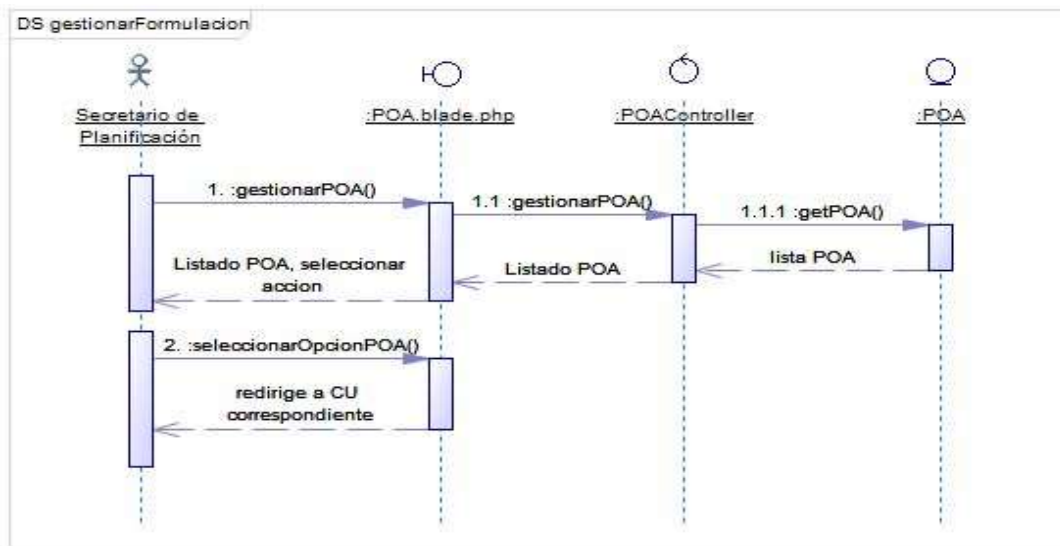 DS gestionarFormulacion
Secretario de
Planificación
:POA.blade.php
:POAController
:POA
1. :gestionarPOA()
1.1 :gestionarPOA()
1.1.1 :getPOA()
lista POA
Listado POA
Listado POA, seleccionar
accion
2. :seleccionarOpcionPOA()
redirige a CU
correspondiente